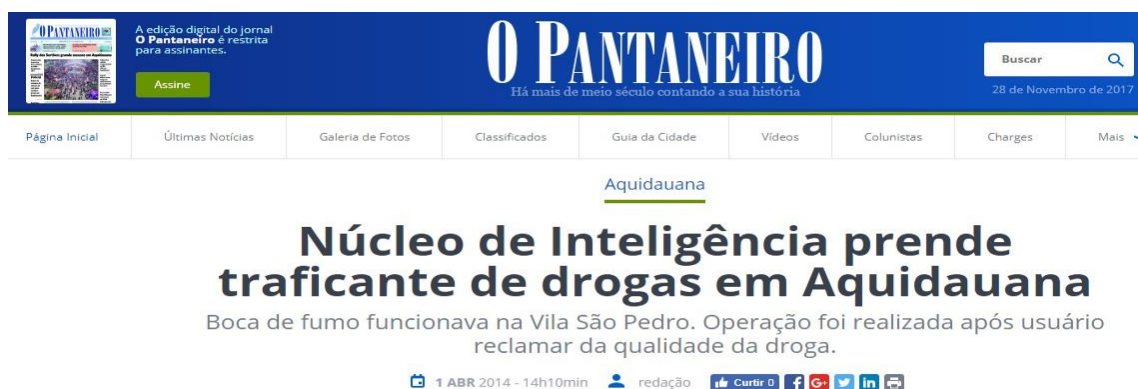 O PANTANEIRO
A edição digital do jornal
O Pantaneiro é restrita
para assinantes.
Assine
O PANTANEIRO
Há mais de meio século contando a sua história
Buscar
28 de Novembro de 2017
Página Inicial Últimas Notícias Galeria de Fotos Classificados Guia da Cidade Vídeos Colunistas Charges Mais
Aquidauana
Núcleo de Inteligência prende
traficante de drogas em Aquidauana
Boca de fumo funcionava na Vila São Pedro. Operação foi realizada após usuário
reclamar da qualidade da droga.
1 ABR 2014 - 14h10min redação Curtir 0 f G+ in